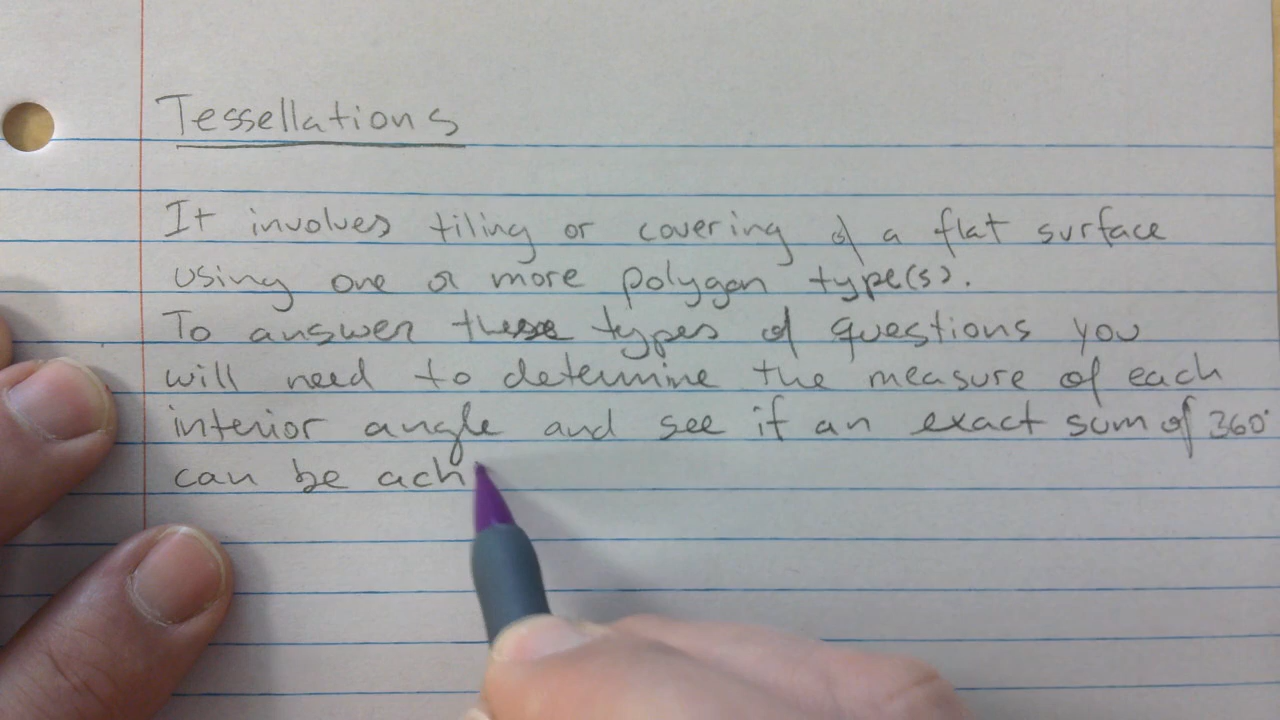 Tessellations
It involves tiling or covering of a flat surface
using one or more polygon type(s).
To answer these types of questions you
will need to determine the measure of each
interior angle and see if an exact sum of 360°
can be ach